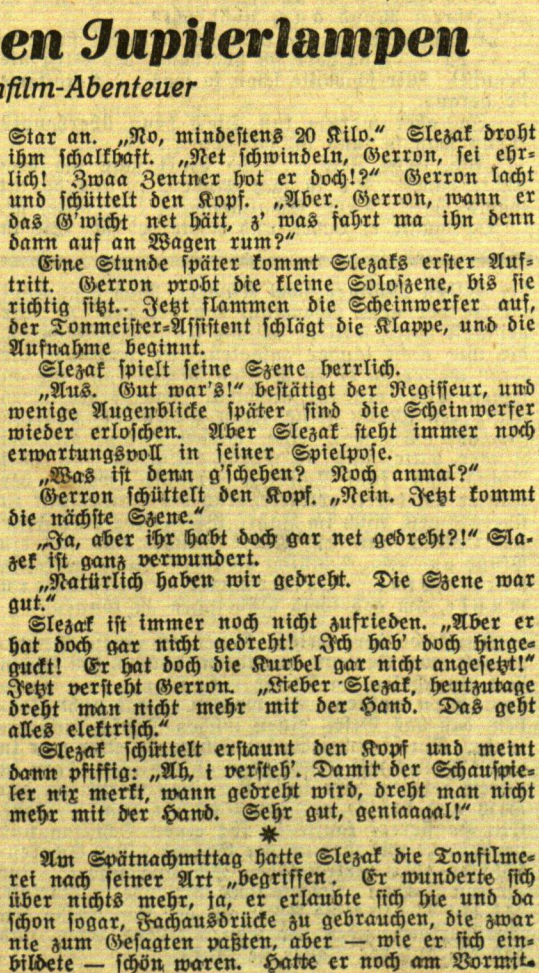 en Jupiterlampen
nfilm-Abenteuer
Star an. „No, mindestens 20 Kilo.“ Slezak droht
ihm schalkhaft. „Net schwindeln, Gerron, sei ehr-
lich! Zwaa Zentner hot er doch!?“ Gerron lacht
und schüttelt den Kopf. „Aber Gerron, wann er
das G'wicht net hätt, z' was fahrt ma ihn denn
dann auf an Wagen rum?“
Eine Stunde später kommt Slezaks erster Auf-
tritt. Gerron probt die kleine Soloszene, bis sie
richtig sitzt. Jetzt flammen die Scheinwerfer auf,
der Tonmeister-Assistent schlägt die Klappe, und die
Aufnahme beginnt.
Slezak spielt seine Szene herrlich.
„Aus. Gut war's!“ bestätigt der Regisseur, und
wenige Augenblicke später sind die Scheinwerfer
wieder erloschen. Aber Slezak steht immer noch
erwartungsvoll in seiner Spielpose.
„Was ist denn g'schehen? Noch anmal?“
Gerron schüttelt den Kopf. „Nein. Jetzt kommt
die nächste Szene.“
„Ja, aber ihr habt doch gar net gedreht?!“ Sla-
zek ist ganz verwundert.
„Natürlich haben wir gedreht. Die Szene war
gut.“
Slezak ist immer noch nicht zufrieden. „Aber er
hat doch gar nicht gedreht! Ich hab' doch hinge-
guckt! Er hat doch die Kurbel gar nicht angesetzt!“
Jetzt versteht Gerron. „Lieber Slezak, heutzutage
dreht man nicht mehr mit der Hand. Das geht
alles elektrisch.“
Slezak schüttelt erstaunt den Kopf und meint
dann pfiffig: „Ah, i versteh'. Damit der Schauspie-
ler nix merkt, wann gedreht wird, dreht man nicht
mehr mit der Hand. Sehr gut, geniaaaal!“
*
Am Spätnachmittag hatte Slezak die Tonfilme-
rei nach seiner Art „begriffen. Er wunderte sich
über nichts mehr, ja, er erlaubte sich hie und da
schon sogar, Fachausdrücke zu gebrauchen, die zwar
nie zum Gesagten paßten, aber — wie er sich ein-
bildete — schön waren. Hatte er noch am Vormit-